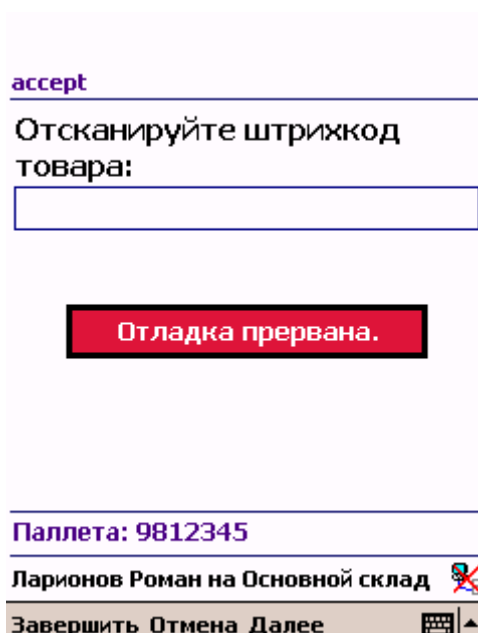 accept
Отсканируйте штрихкод
товара:
Отладка прервана.
Паллета: 9812345
Ларионов Роман на Основной склад
Завершить Отмена Далее